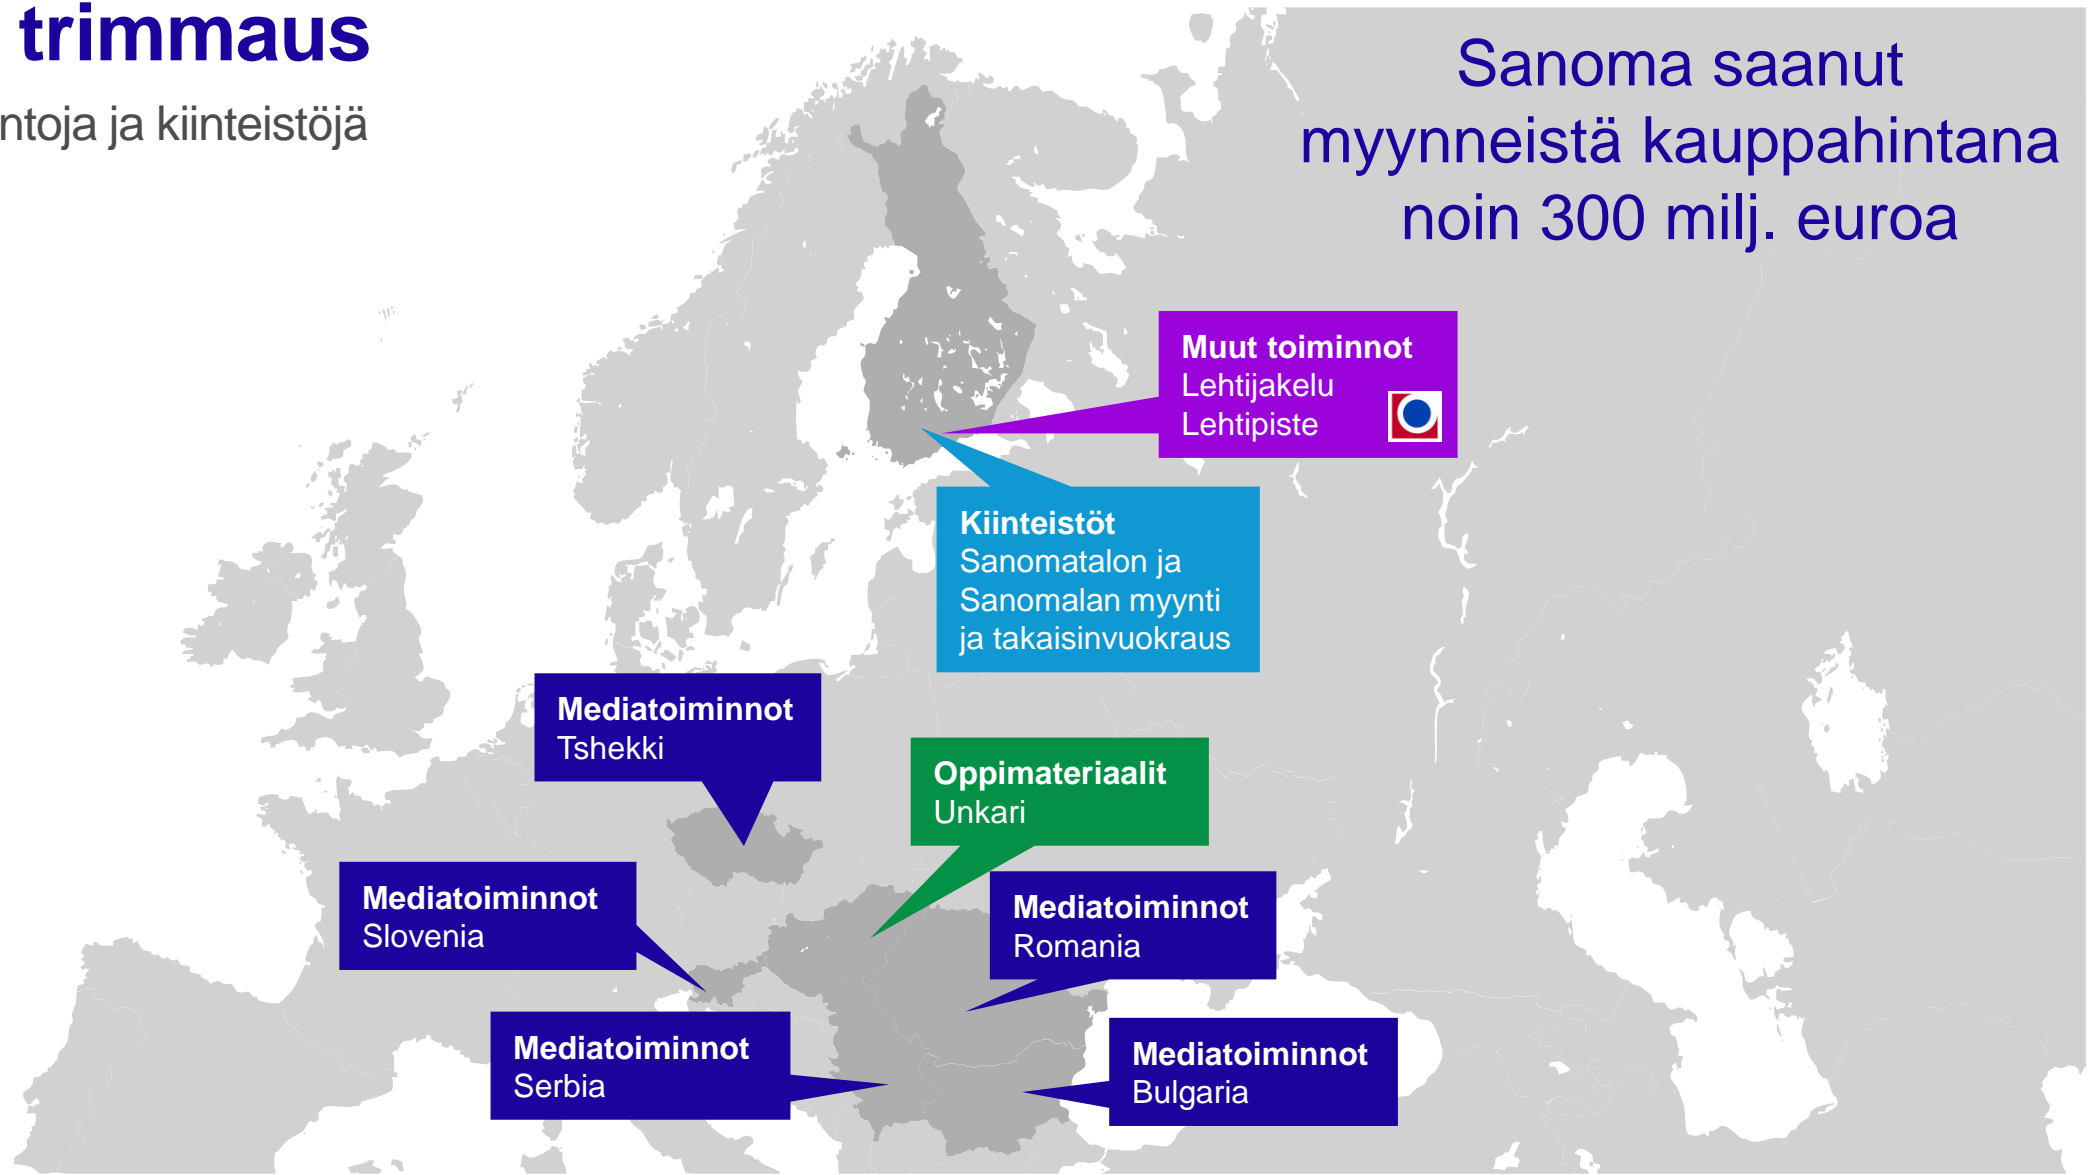 trimmaus
ntoja ja kiinteistöjä
Sanoma saanut
myynneistä kauppahintana
noin 300 milj. euroa
Muut toiminnot
Lehtijakelu
Lehtipiste
Kiinteistöt
Sanomatalon ja
Sanomalan myynti
ja takaisinvuokraus
Mediatoiminnot
Tshekki
Oppimateriaalit
Unkari
Mediatoiminnot
Slovenia
Mediatoiminnot
Romania
Mediatoiminnot
Serbia
Mediatoiminnot
Bulgaria